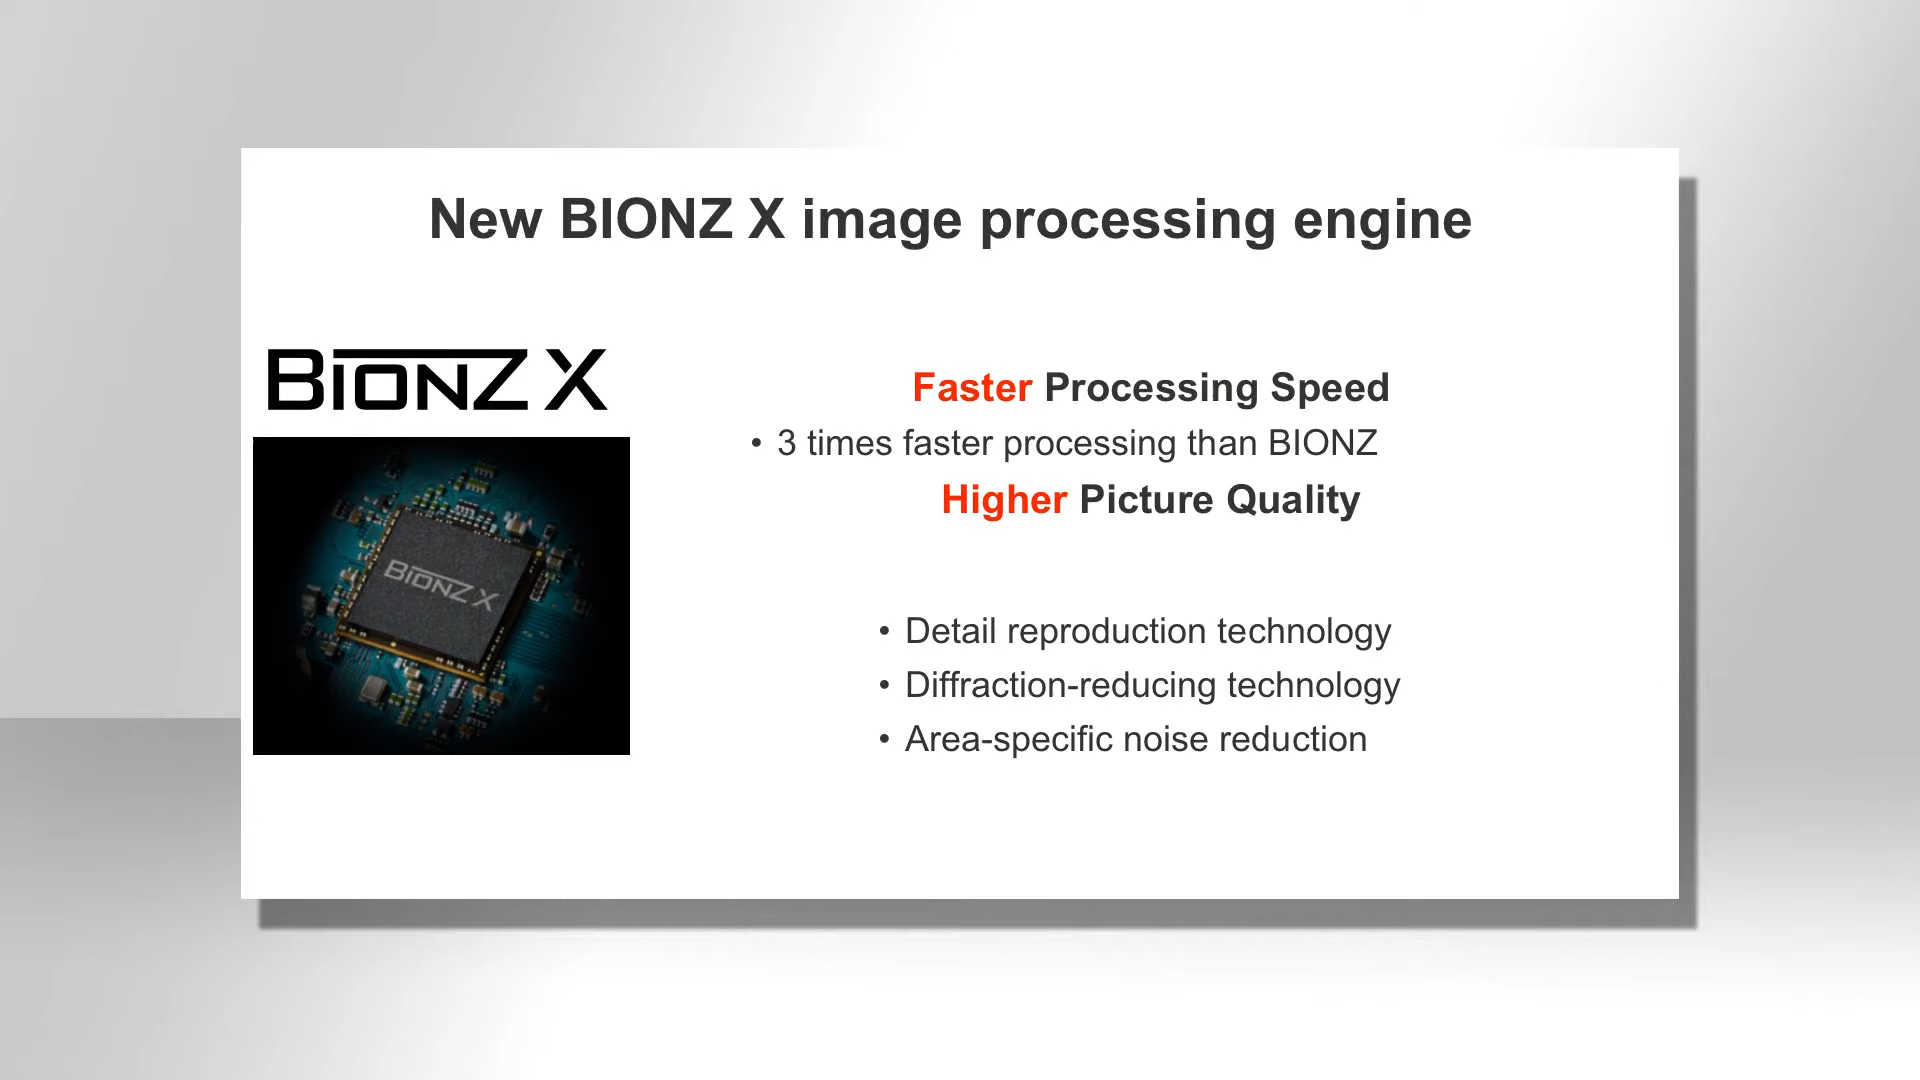 New BIONZ X image processing engine
BIONZ X
BIONZ X
Faster Processing Speed
• 3 times faster processing than BIONZ
Higher Picture Quality
• Detail reproduction technology
• Diffraction-reducing technology
• Area-specific noise reduction